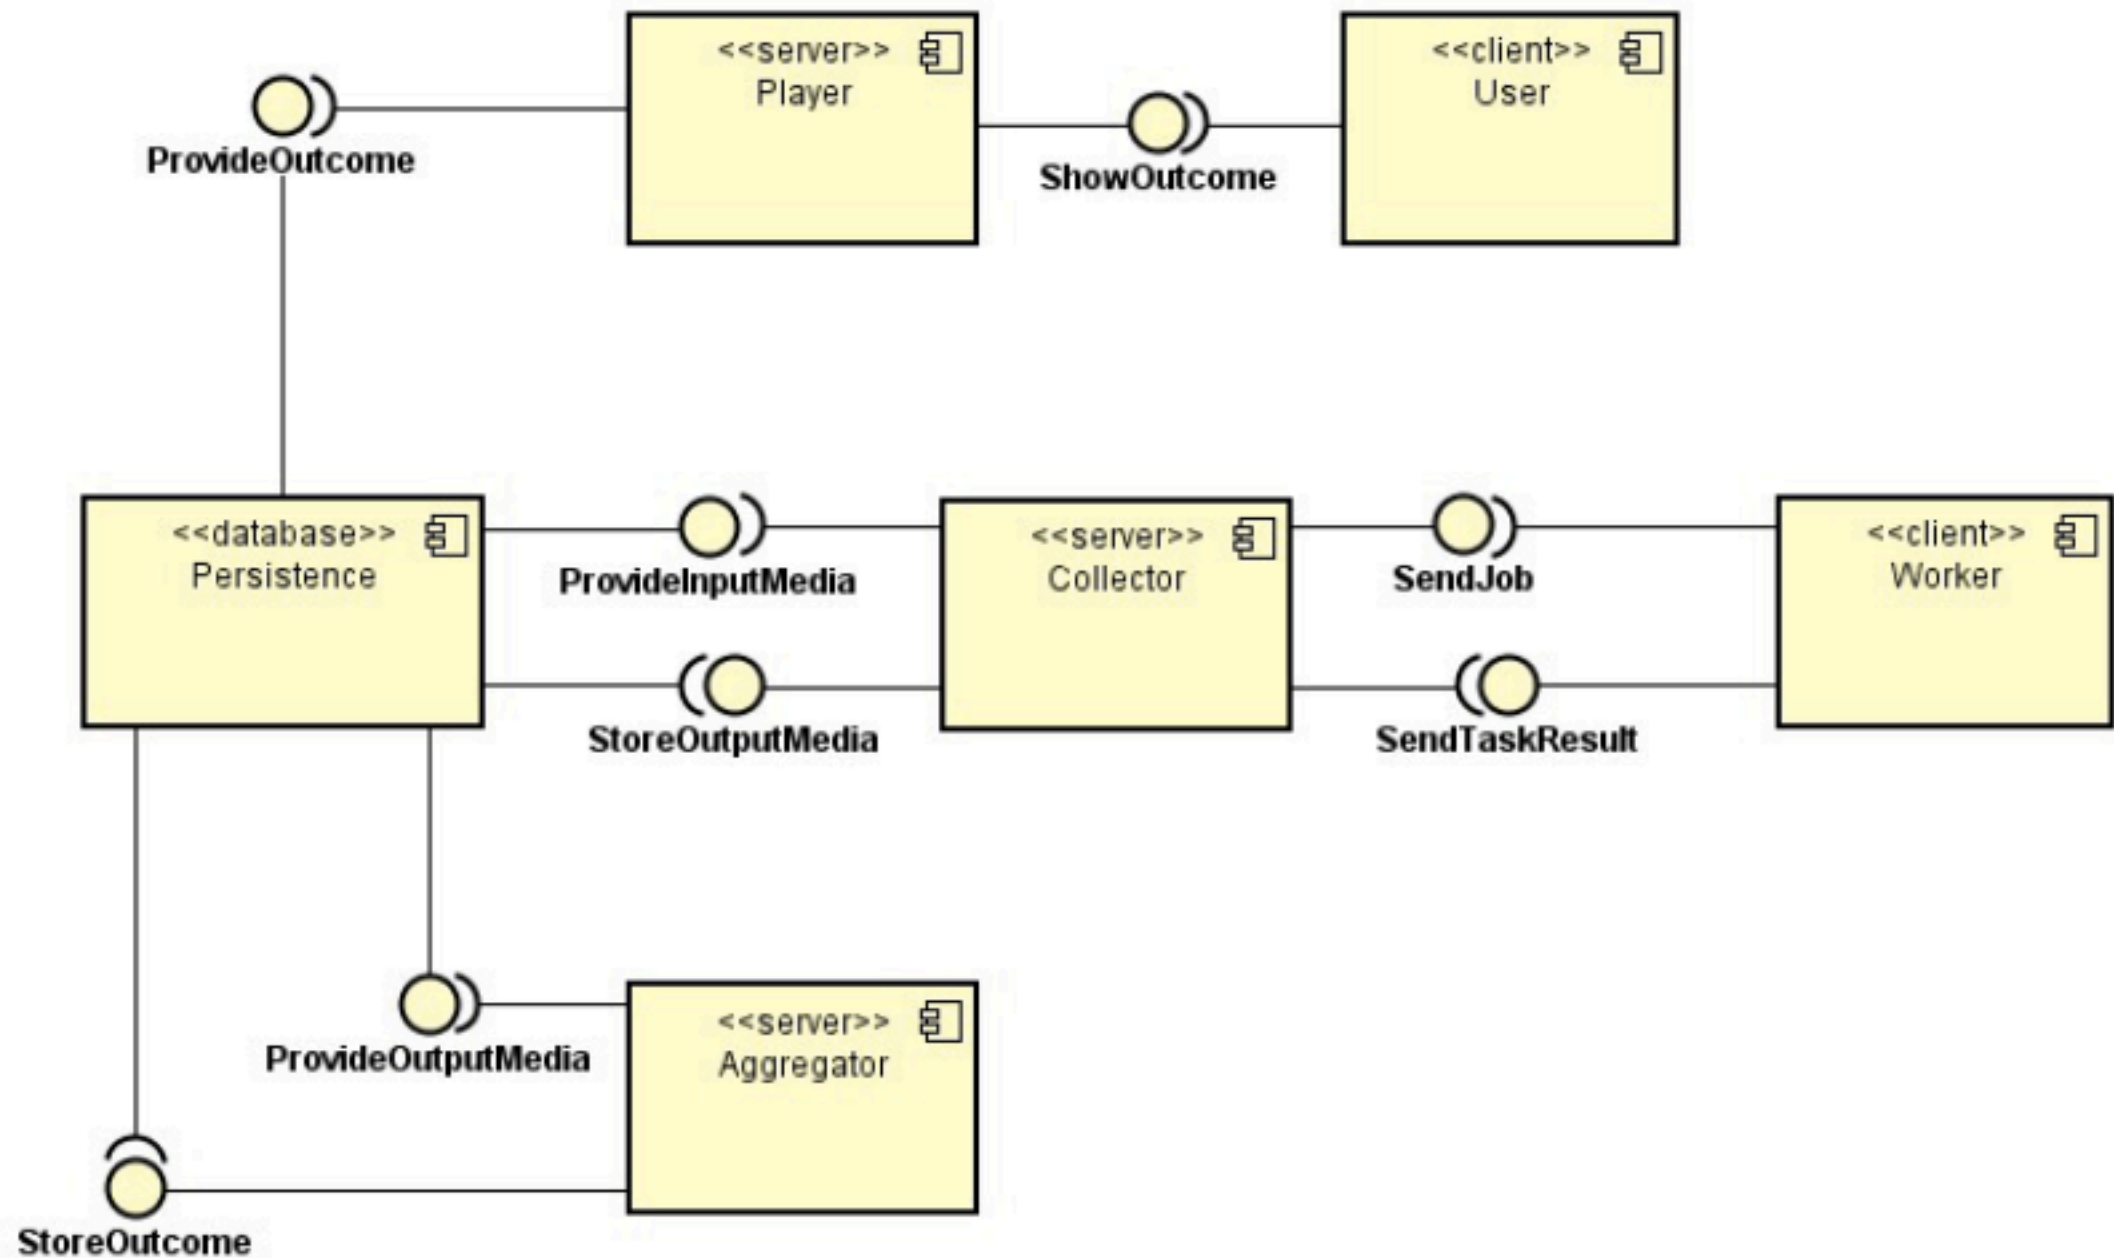 <<server>>
Player
<<client>>
User
ProvideOutcome
ShowOutcome
<<database>>
Persistence
<<server>>
Collector
<<client>>
Worker
ProvideInputMedia
SendJob
StoreOutputMedia
SendTaskResult
<<server>>
Aggregator
ProvideOutputMedia
StoreOutcome